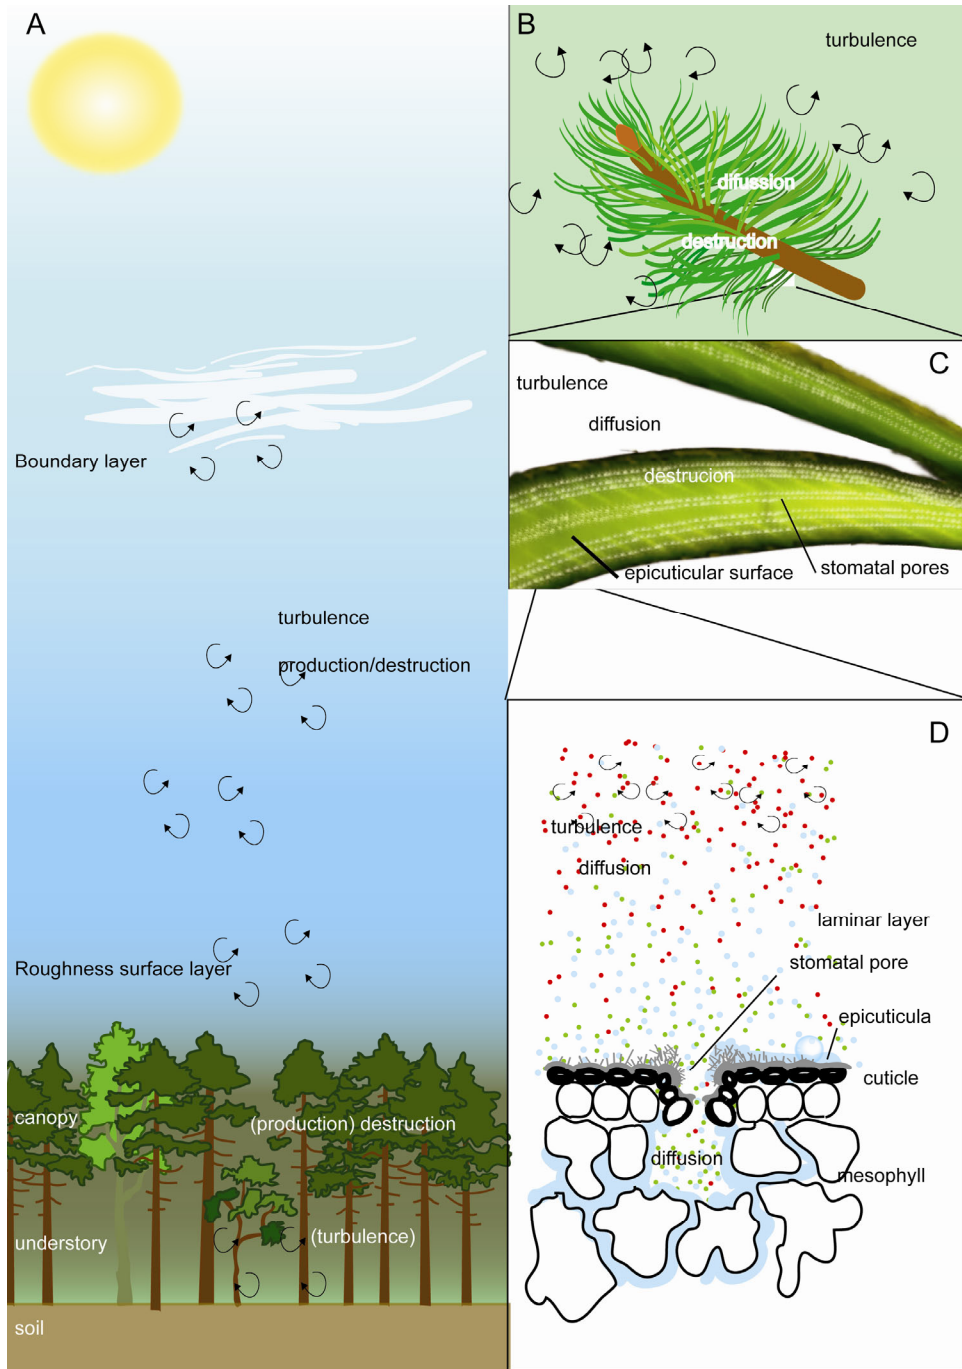 A
Boundary layer
turbulence
production/destruction
Roughness surface layer
canopy
(production) destruction
understory
(turbulence)
soil
B
turbulence
difussion
destruction
C
turbulence
diffusion
destrucion
epicuticular surface
stomatal pores
D
turbulence
diffusion
laminar layer
stomatal pore
epicuticula
cuticle
diffusion
mesophyll